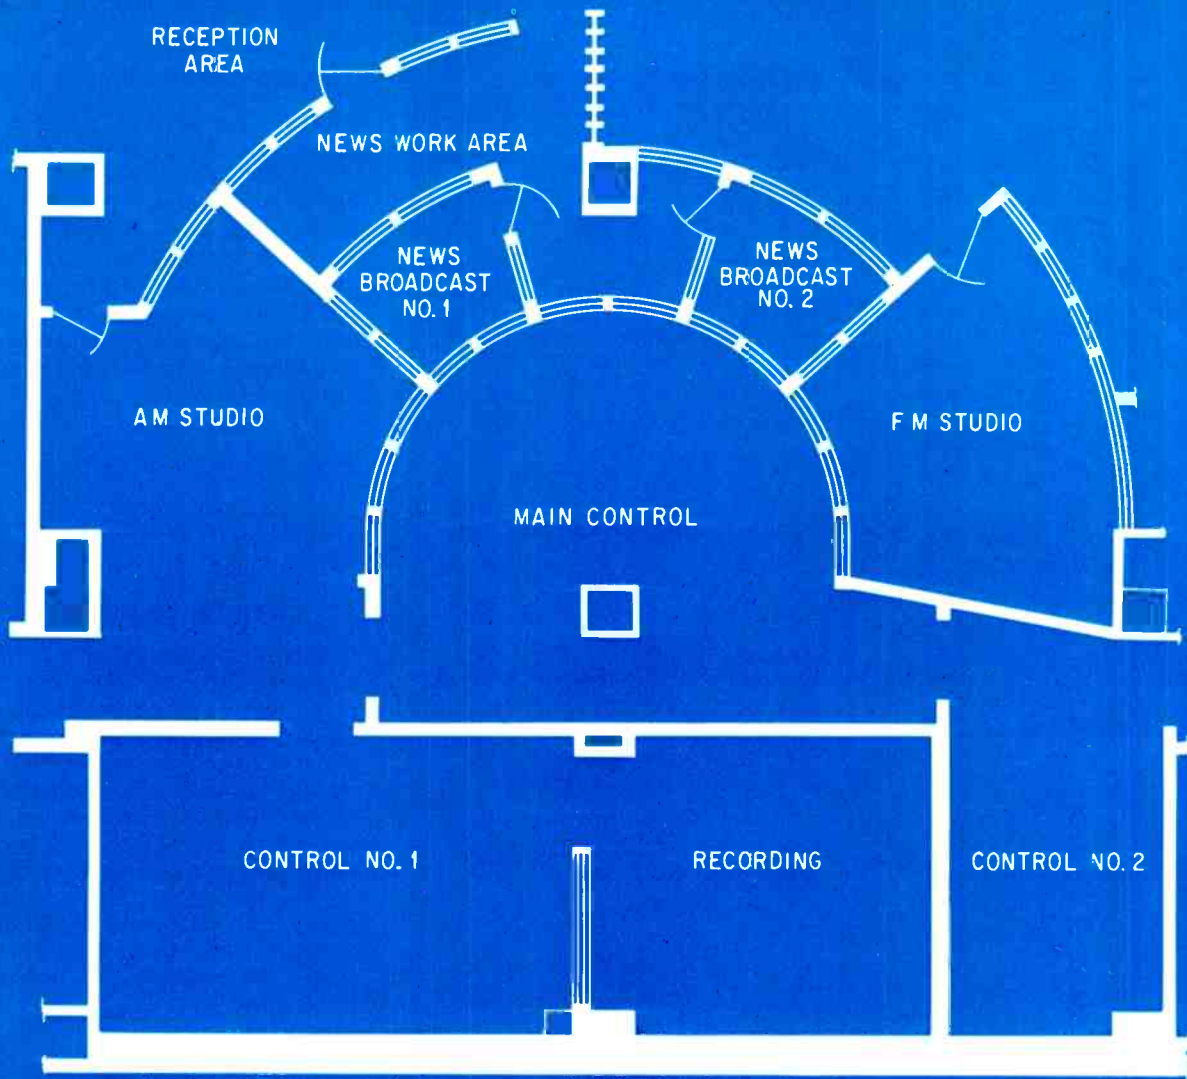 RECEPTION
AREA
NEWS WORK AREA
NEWS
BROADCAST
NO. 1
NEWS
BROADCAST
NO. 2
AM STUDIO
FM STUDIO
MAIN CONTROL
CONTROL NO. 1
RECORDING
CONTROL NO. 2